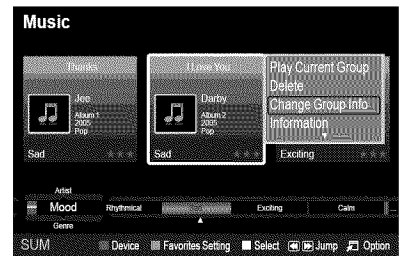 Music
Thanks
Jee
Album 1
2005
Pop
Sad
I Love You
Darby
Album 2
2005
Pop
Sad
Play Current Group
Delete
Change Group Info
Information
Exciting
Artist
Mood
Genre
Rhythmical
Exciting
Calm
SUM
Device
Favorites Setting
Select
Jump
Option